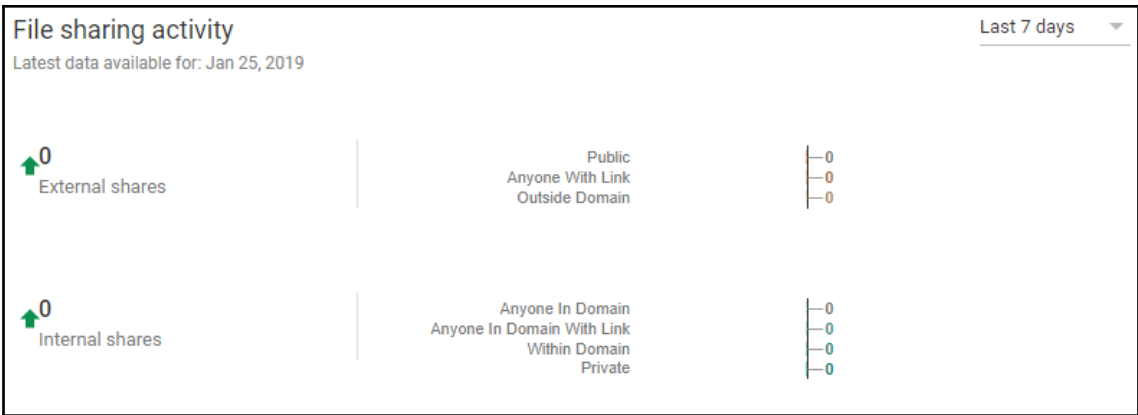 File sharing activity
Last 7 days
Latest data available for: Jan 25, 2019
0
External shares
Public 0
Anyone With Link 0
Outside Domain 0
0
Internal shares
Anyone In Domain 0
Anyone In Domain With Link 0
Within Domain 0
Private 0